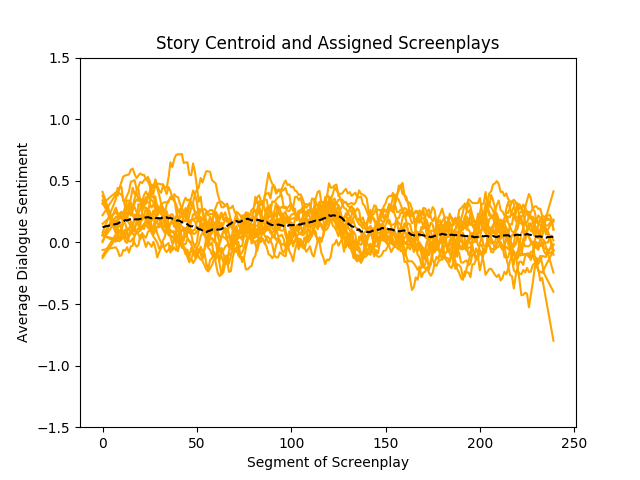 Story Centroid and Assigned Screenplays
1.5
1.0
0.5
0.0
−0.5
−1.0
−1.5
Average Dialogue Sentiment
0 50 100 150 200 250
Segment of Screenplay